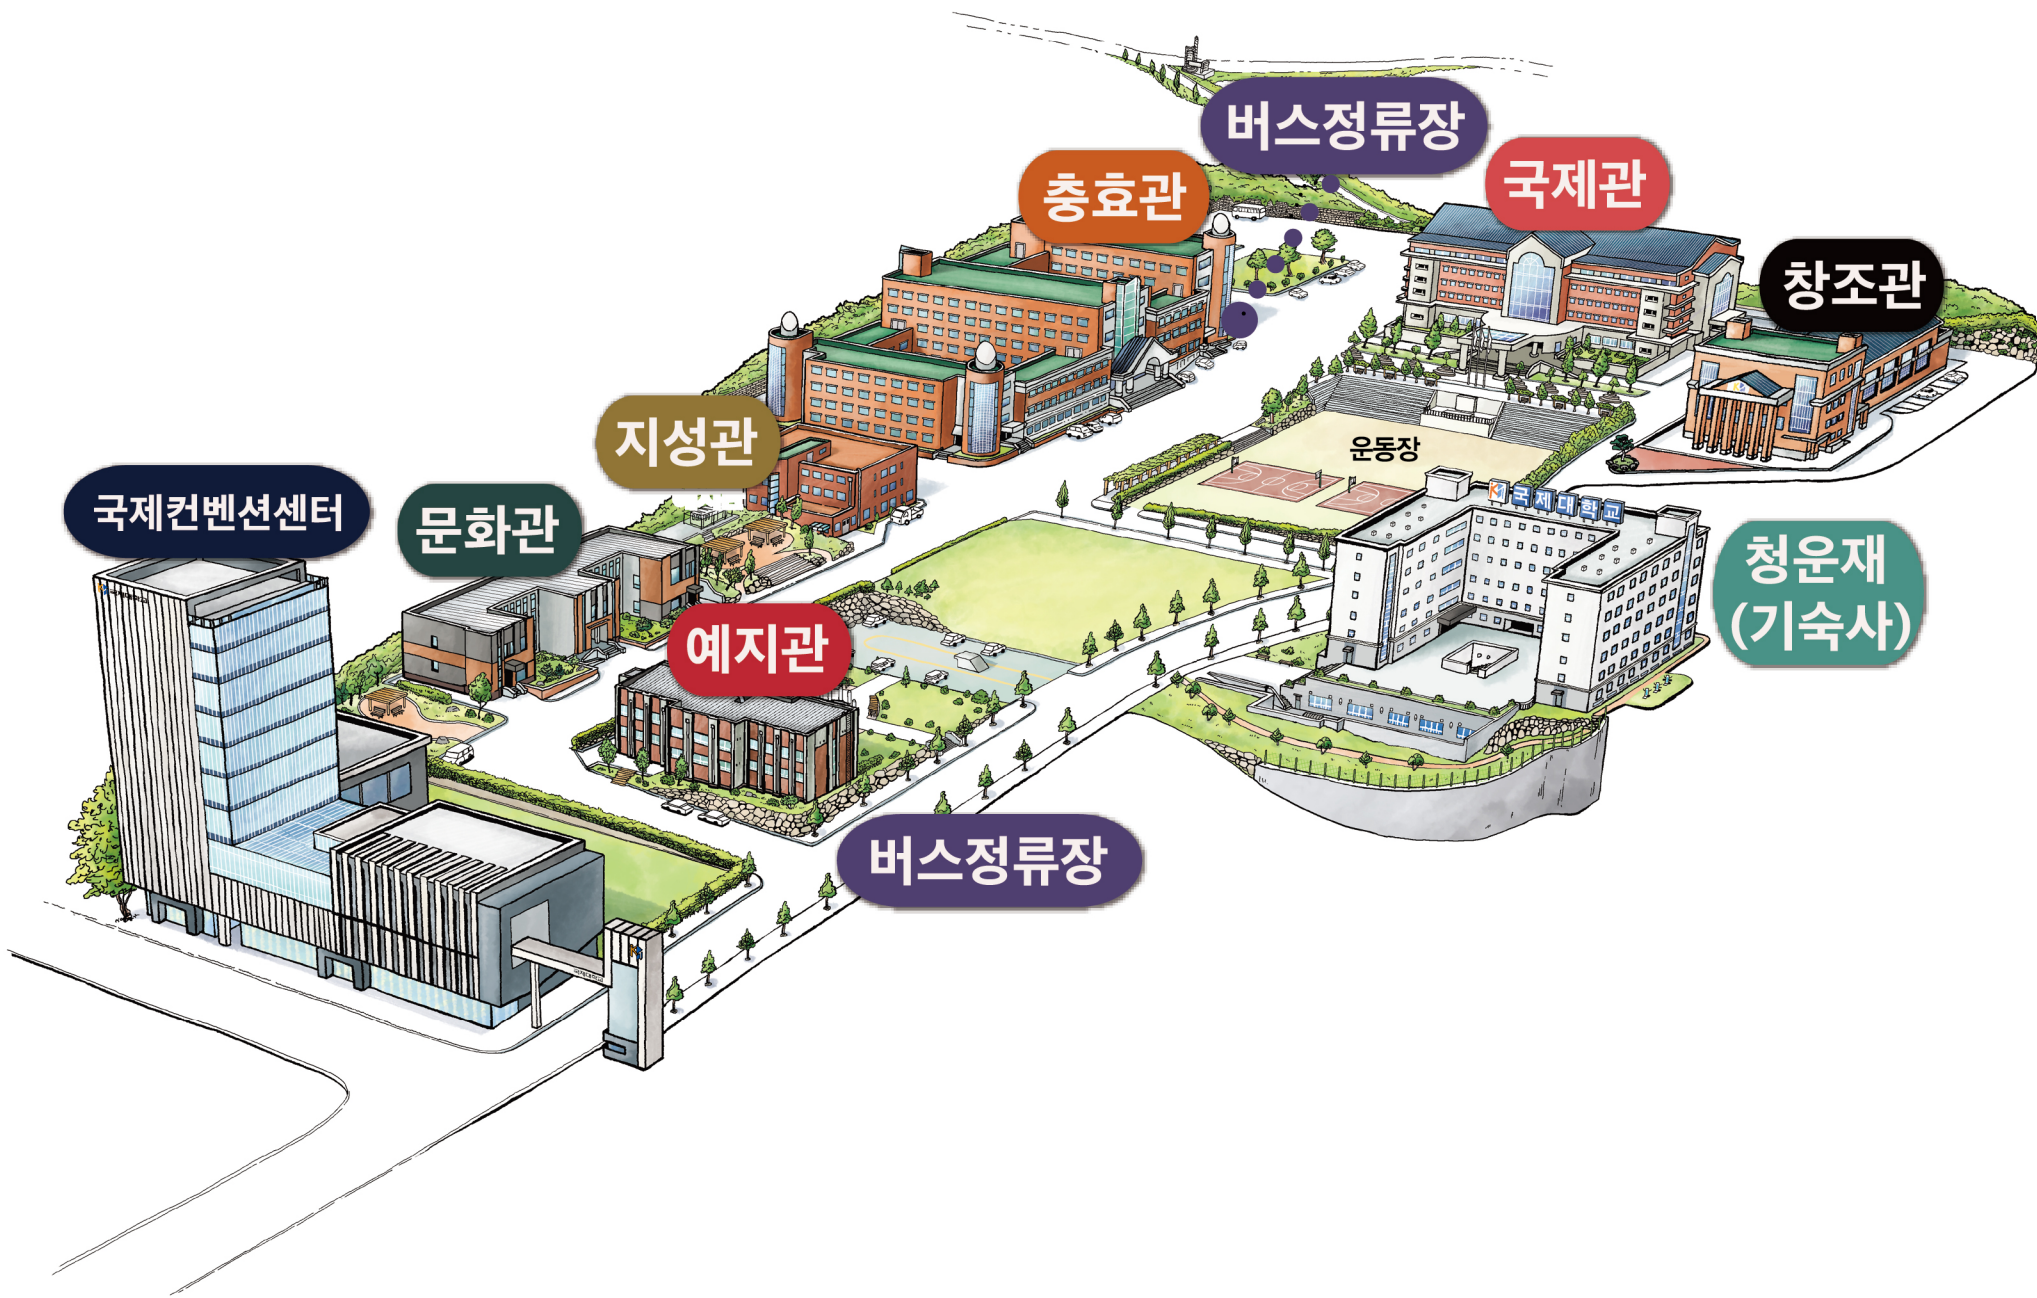 버스정류장
국제관
충효관
창조관
지성관
운동장
국제컨벤션센터
문화관
국제대학교
청운재
(기숙사)
예지관
버스정류장